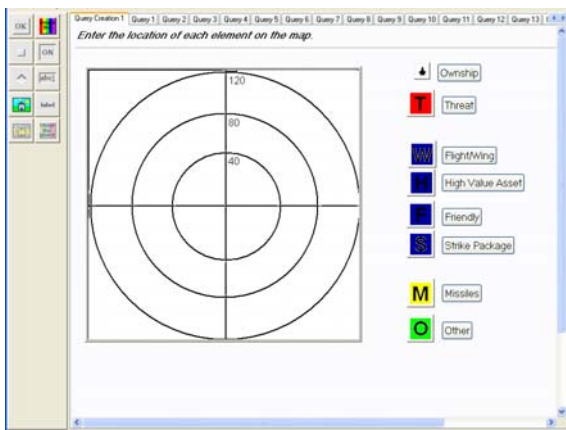 Query Creation 1 Query 1 Query 2 Query 3 Query 4 Query 5 Query 6 Query 7 Query 8 Query 9 Query 10 Query 11 Query 12 Query 13
Enter the location of each element on the map.
OK
ON
label
120
80
40
Ownship
T Threat
W Flight/Wing
H High Value Asset
F Friendly
S Strike Package
M Missiles
O Other